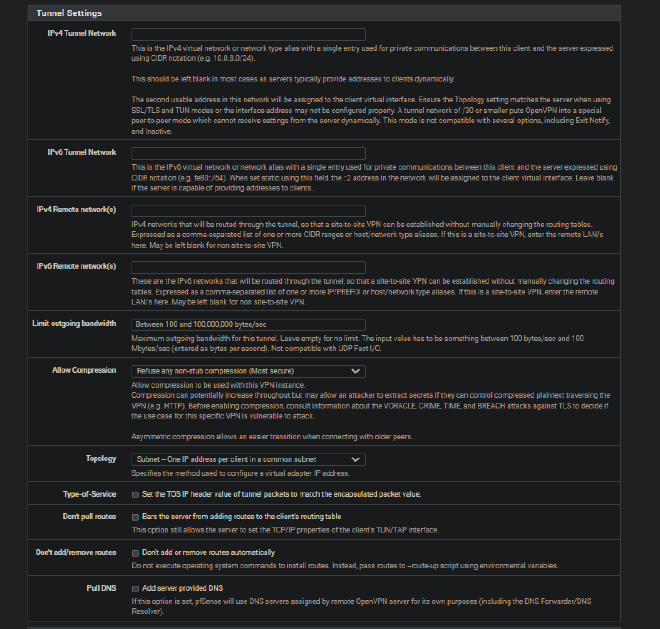 Tunnel Settings
IPv4 Tunnel Network
This is the IPv4 virtual network or network type alias with a single entry used for private communications between this client and the server expressed
using CIDR notation (e.g. 10.0.8.0/24).
This should be left blank in most cases as servers typically provide addresses to clients dynamically.
The second usable address in this network will be assigned to the client virtual interface. Ensure the Topology setting matches the server when using
SSL/TLS and TUN modes or the interface address may not be configured properly. A tunnel network of /30 or smaller puts OpenVPN into a special
peer-to-peer mode which cannot receive settings from the server dynamically. This mode is not compatible with several options, including Exit Notify,
and Inactive.
IPv6 Tunnel Network
This is the IPv6 virtual network or network alias with a single entry used for private communications between this client and the server expressed using
CIDR notation (e.g. fe80::/64). When set static using this field, the ::2 address in the network will be assigned to the client virtual interface. Leave blank
if the server is capable of providing addresses to clients.
IPv4 Remote network(s)
IPv4 networks that will be routed through the tunnel, so that a site-to-site VPN can be established without manually changing the routing tables.
Expressed as a comma-separated list of one or more CIDR ranges or host/network type aliases. If this is a site-to-site VPN, enter the remote LAN/s
here. May be left blank for non site-to-site VPN.
IPv6 Remote network(s)
These are the IPv6 networks that will be routed through the tunnel, so that a site-to-site VPN can be established without manually changing the routing
tables. Expressed as a comma-separated list of one or more IP/PREFIX or host/network type aliases. If this is a site-to-site VPN, enter the remote
LAN/s here. May be left blank for non site-to-site VPN.
Limit outgoing bandwidth
Between 100 and 100,000,000 bytes/sec
Maximum outgoing bandwidth for this tunnel. Leave empty for no limit. The input value has to be something between 100 bytes/sec and 100
Mbytes/sec (entered as bytes per second). Not compatible with UDP Fast I/O.
Allow Compression
Refuse any non-stub compression (Most secure)
Allow compression to be used with this VPN instance.
Compression can potentially increase throughput but may allow an attacker to extract secrets if they can control compressed plaintext traversing the
VPN (e.g. HTTP). Before enabling compression, consult information about the VORACLE, CRIME, TIME, and BREACH attacks against TLS to decide if
the use case for this specific VPN is vulnerable to attack.
Asymmetric compression allows an easier transition when connecting with older peers.
Topology
Subnet -- One IP address per client in a common subnet
Specifies the method used to configure a virtual adapter IP address.
Type-of-Service
Set the TOS IP header value of tunnel packets to match the encapsulated packet value.
Don't pull routes
Bars the server from adding routes to the client's routing table
This option still allows the server to set the TCP/IP properties of the client's TUN/TAP interface.
Don't add/remove routes
Don't add or remove routes automatically
Do not execute operating system commands to install routes. Instead, pass routes to --route-up script using environmental variables.
Pull DNS
Add server provided DNS
If this option is set, pfSense will use DNS servers assigned by remote OpenVPN server for its own purposes (including the DNS Forwarder/DNS
Resolver).